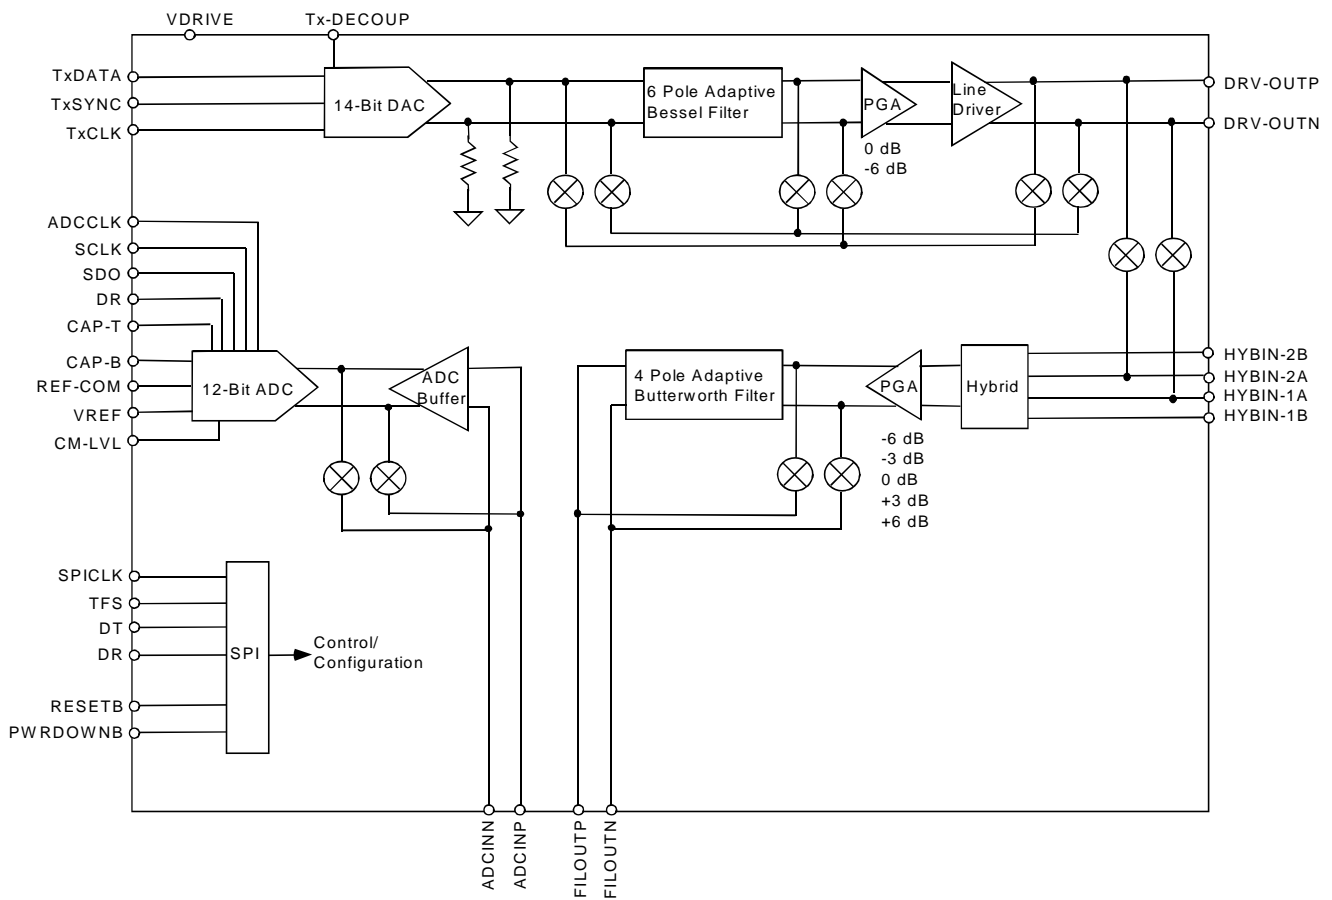 VDRIVE
Tx-DECOUP
TxDATA
TxSYNC
TxCLK
14-Bit DAC
6 Pole Adaptive
Bessel Filter
PGA
0 dB
-6 dB
Line
Driver
DRV-OUTP
DRV-OUTN
ADCCLK
SCLK
SDO
DR
CAP-T
CAP-B
REF-COM
VREF
CM-LVL
12-Bit ADC
ADC
Buffer
4 Pole Adaptive
Butterworth Filter
PGA
-6 dB
-3 dB
0 dB
+3 dB
+6 dB
Hybrid
HYBIN-2B
HYBIN-2A
HYBIN-1A
HYBIN-1B
SPICLK
TFS
DT
DR
RESETB
PWRDOWNB
SPI
Control/
Configuration
ADCINN
ADCINP
FILOUTP
FILOUTN